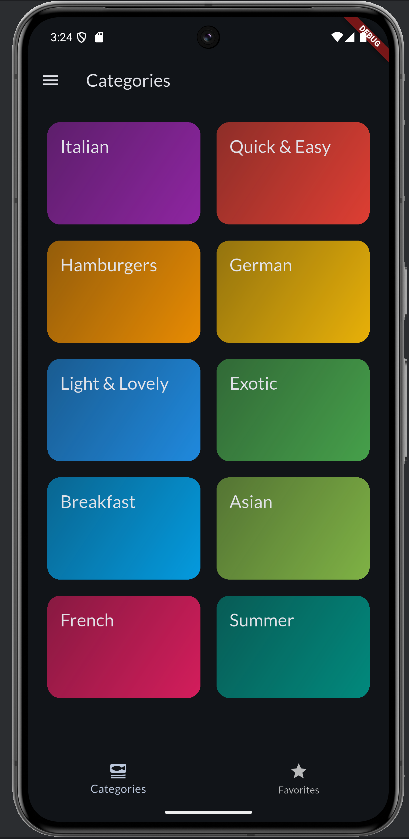 3:24
DEBUG
Categories
Italian
Quick & Easy
Hamburgers
German
Light & Lovely
Exotic
Breakfast
Asian
French
Summer
Categories
Favorites